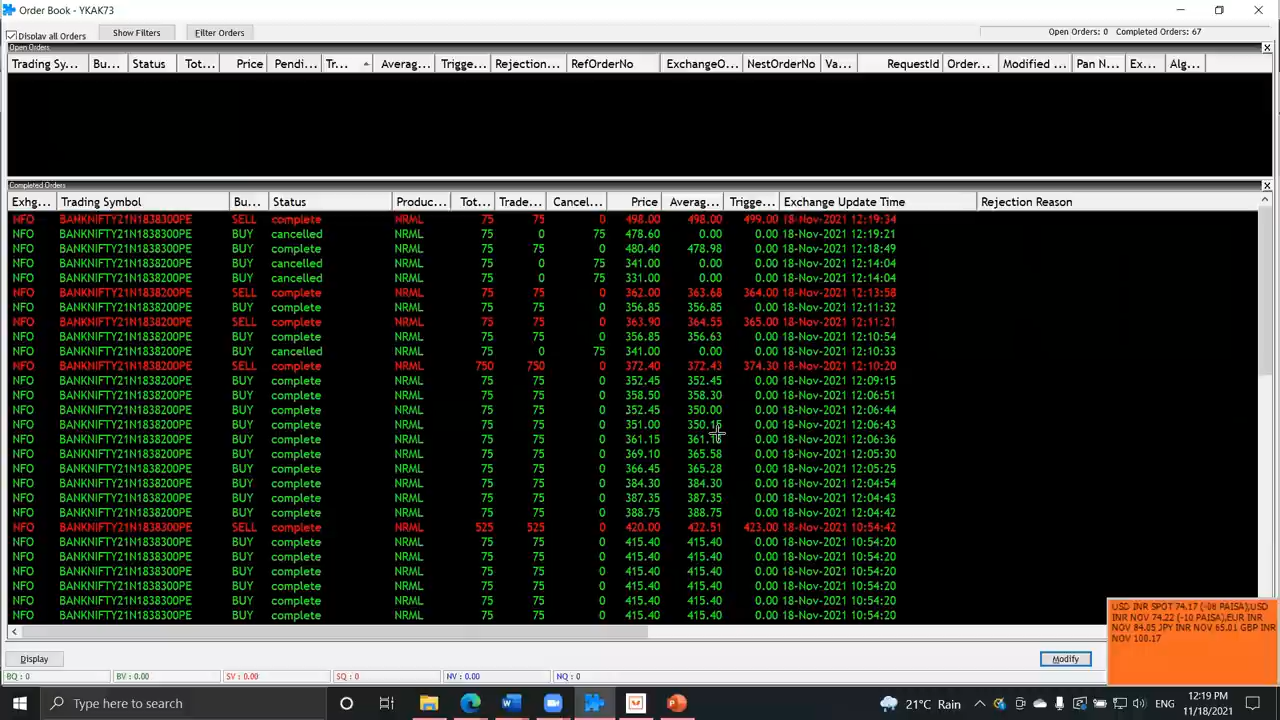 Order Book - YKAK73
Display all Orders Show Filters Filter Orders Open Orders: 0 Completed Orders: 67
Open Orders
Trading Sy... Bu... Status Tot... Price Pendi... Tr... Averag... Trigge... Rejection... RefOrderNo ExchangeO... NestOrderNo Va... RequestId Order... Modified ... Pan N... Ex... Alg...
Completed Orders
Exhg... Trading Symbol Bu... Status Produc... Tot... Trade... Cancel... Price Averag... Trigge... Exchange Update Time Rejection Reason
NFO BANKNIFTY21N1838300PE SELL complete NRML 75 75 0 498.00 498.00 499.00 18-Nov-2021 12:19:34
NFO BANKNIFTY21N1838300PE BUY cancelled NRML 75 0 75 478.60 0.00 0.00 18-Nov-2021 12:19:21
NFO BANKNIFTY21N1838300PE BUY complete NRML 75 75 0 480.40 478.98 0.00 18-Nov-2021 12:18:49
NFO BANKNIFTY21N1838200PE BUY cancelled NRML 75 0 75 341.00 0.00 0.00 18-Nov-2021 12:14:04
NFO BANKNIFTY21N1838200PE BUY cancelled NRML 75 0 75 331.00 0.00 0.00 18-Nov-2021 12:14:04
NFO BANKNIFTY21N1838200PE SELL complete NRML 75 75 0 362.00 363.68 364.00 18-Nov-2021 12:13:58
NFO BANKNIFTY21N1838200PE BUY complete NRML 75 75 0 356.85 356.85 0.00 18-Nov-2021 12:11:32
NFO BANKNIFTY21N1838200PE SELL complete NRML 75 75 0 363.90 364.55 365.00 18-Nov-2021 12:11:21
NFO BANKNIFTY21N1838200PE BUY complete NRML 75 75 0 356.85 356.63 0.00 18-Nov-2021 12:10:54
NFO BANKNIFTY21N1838200PE BUY cancelled NRML 75 0 75 341.00 0.00 0.00 18-Nov-2021 12:10:33
NFO BANKNIFTY21N1838200PE SELL complete NRML 750 750 0 372.40 372.43 374.30 18-Nov-2021 12:10:20
NFO BANKNIFTY21N1838200PE BUY complete NRML 75 75 0 352.45 352.45 0.00 18-Nov-2021 12:09:15
NFO BANKNIFTY21N1838200PE BUY complete NRML 75 75 0 358.50 358.30 0.00 18-Nov-2021 12:06:51
NFO BANKNIFTY21N1838200PE BUY complete NRML 75 75 0 352.45 350.00 0.00 18-Nov-2021 12:06:44
NFO BANKNIFTY21N1838200PE BUY complete NRML 75 75 0 351.00 350.15 0.00 18-Nov-2021 12:06:43
NFO BANKNIFTY21N1838200PE BUY complete NRML 75 75 0 361.15 0.00 18-Nov-2021 12:06:36
NFO BANKNIFTY21N1838200PE BUY complete NRML 75 75 0 369.10 365.58 0.00 18-Nov-2021 12:05:30
NFO BANKNIFTY21N1838200PE BUY complete NRML 75 75 0 366.45 365.28 0.00 18-Nov-2021 12:05:25
NFO BANKNIFTY21N1838200PE BUY complete NRML 75 75 0 384.30 384.30 0.00 18-Nov-2021 12:04:54
NFO BANKNIFTY21N1838200PE BUY complete NRML 75 75 0 387.35 387.35 0.00 18-Nov-2021 12:04:43
NFO BANKNIFTY21N1838200PE BUY complete NRML 75 75 0 388.75 388.75 0.00 18-Nov-2021 12:04:42
NFO BANKNIFTY21N1838300PE SELL complete NRML 525 525 0 420.00 422.51 423.00 18-Nov-2021 10:54:42
NFO BANKNIFTY21N1838300PE BUY complete NRML 75 75 0 415.40 415.40 0.00 18-Nov-2021 10:54:20
NFO BANKNIFTY21N1838300PE BUY complete NRML 75 75 0 415.40 415.40 0.00 18-Nov-2021 10:54:20
NFO BANKNIFTY21N1838300PE BUY complete NRML 75 75 0 415.40 415.40 0.00 18-Nov-2021 10:54:20
NFO BANKNIFTY21N1838300PE BUY complete NRML 75 75 0 415.40 415.40 0.00 18-Nov-2021 10:54:20
NFO BANKNIFTY21N1838300PE BUY complete NRML 75 75 0 415.40 415.40 0.00 18-Nov-2021 10:54:20
NFO BANKNIFTY21N1838300PE BUY complete NRML 75 75 0 415.40 415.40 0.00 18-Nov-2021 10:54:20
USD INR SPOT 74.17 (-08 PAISA),USD
INR NOV 74.22 (-10 PAISA),EUR INR
NOV 84.05 JPY INR NOV 65.01 GBP INR
NOV 100.17
Display Modify
BQ : 0 BV : 0.00 SV : 0.00 SQ : 0 NV : 0.00 NQ : 0
Type here to search 21°C Rain ENG 12:19 PM
11/18/2021